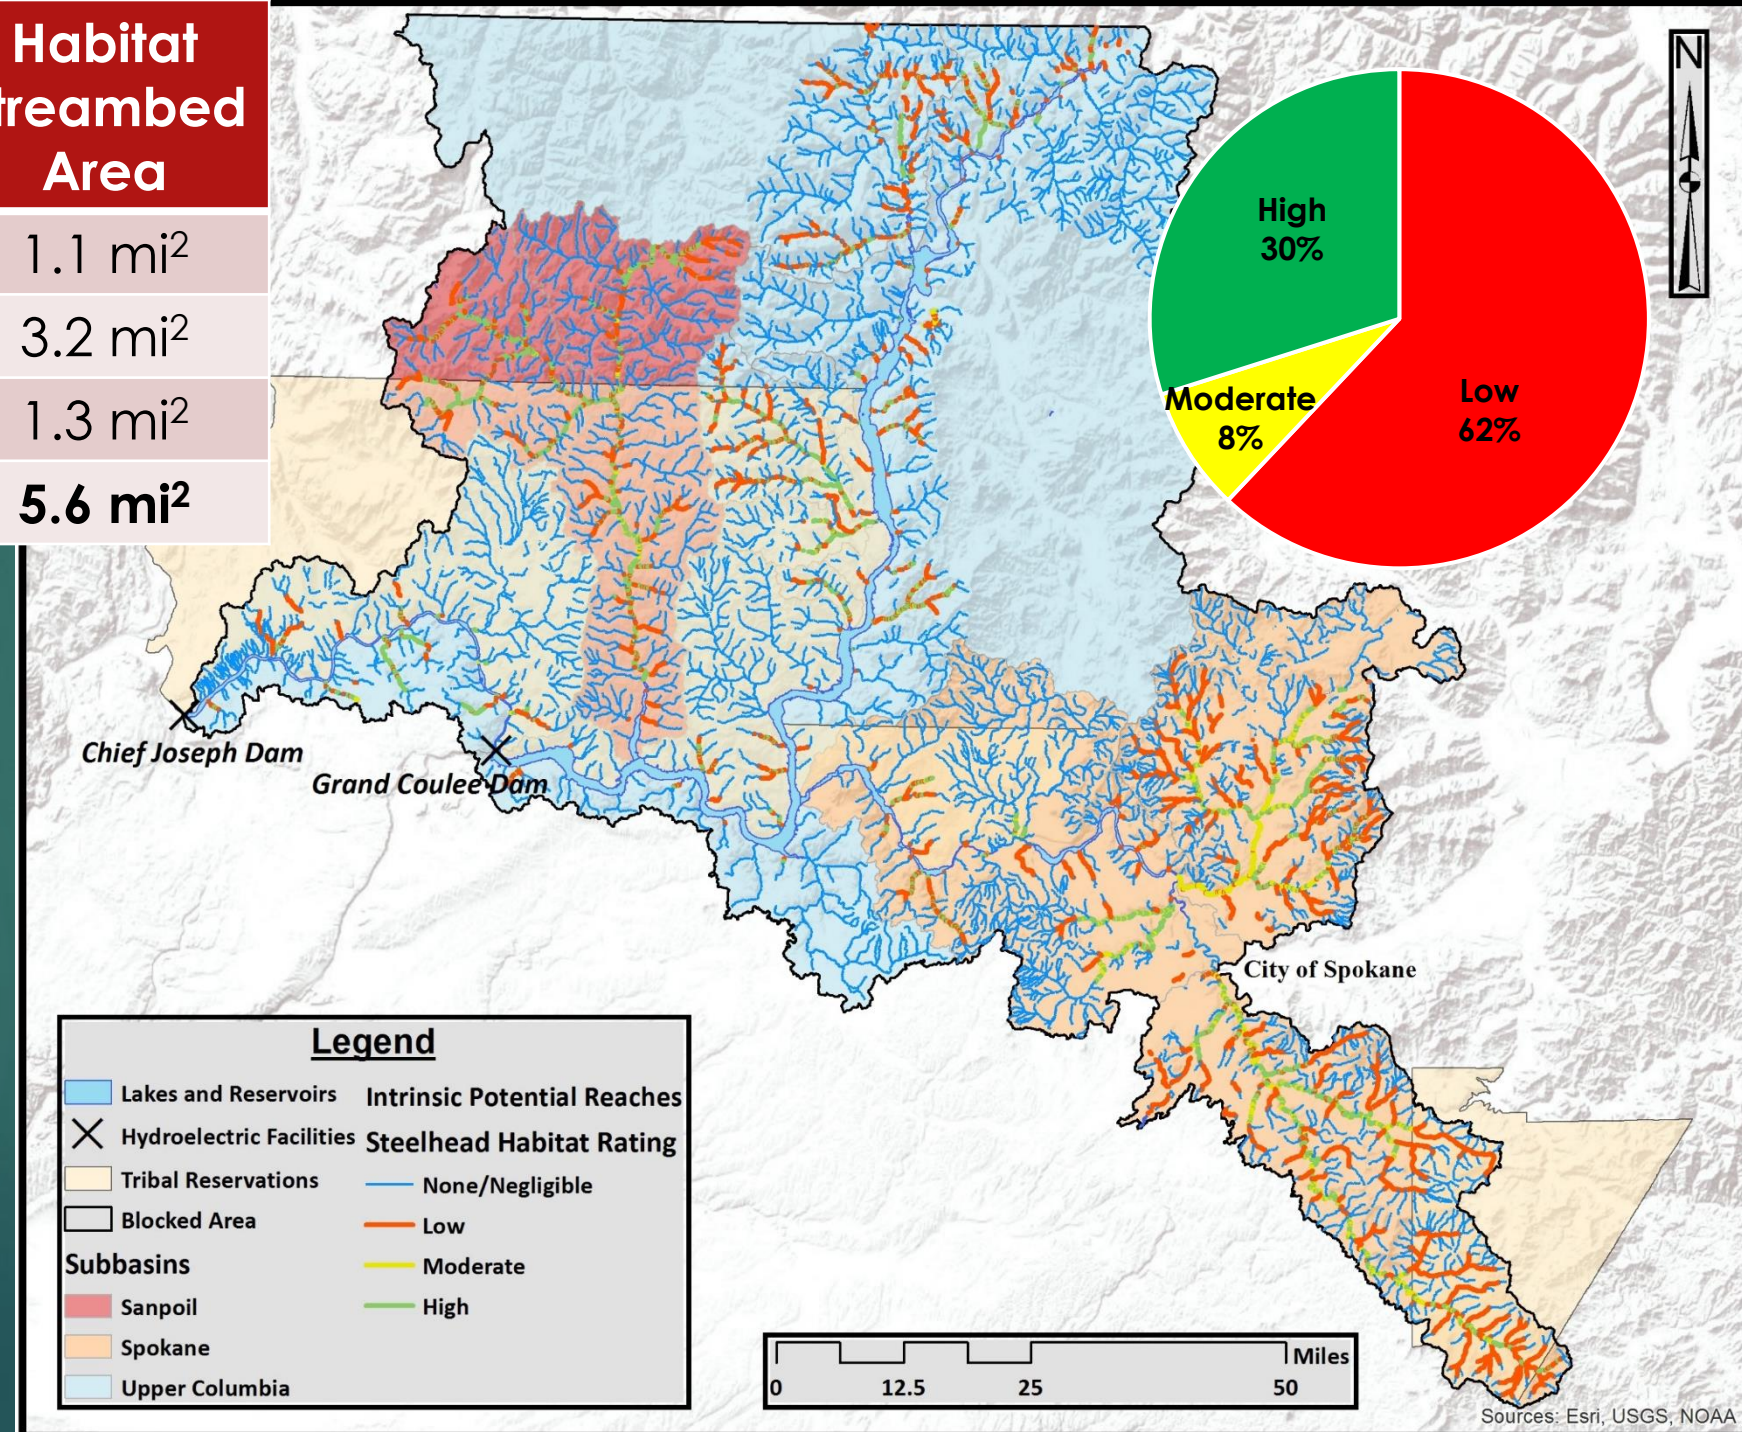 Habitat
treambed
Area
1.1 mi²
3.2 mi²
1.3 mi²
5.6 mi²
N
High
30%
Moderate
8%
Low
62%
Chief Joseph Dam
Grand Coulee Dam
City of Spokane
Legend
Lakes and Reservoirs
Hydroelectric Facilities
Tribal Reservations
Blocked Area
Subbasins
Sanpoil
Spokane
Upper Columbia
Intrinsic Potential Reaches
Steelhead Habitat Rating
None/Negligible
Low
Moderate
High
Miles
0 12.5 25 50
Sources: Esri, USGS, NOAA